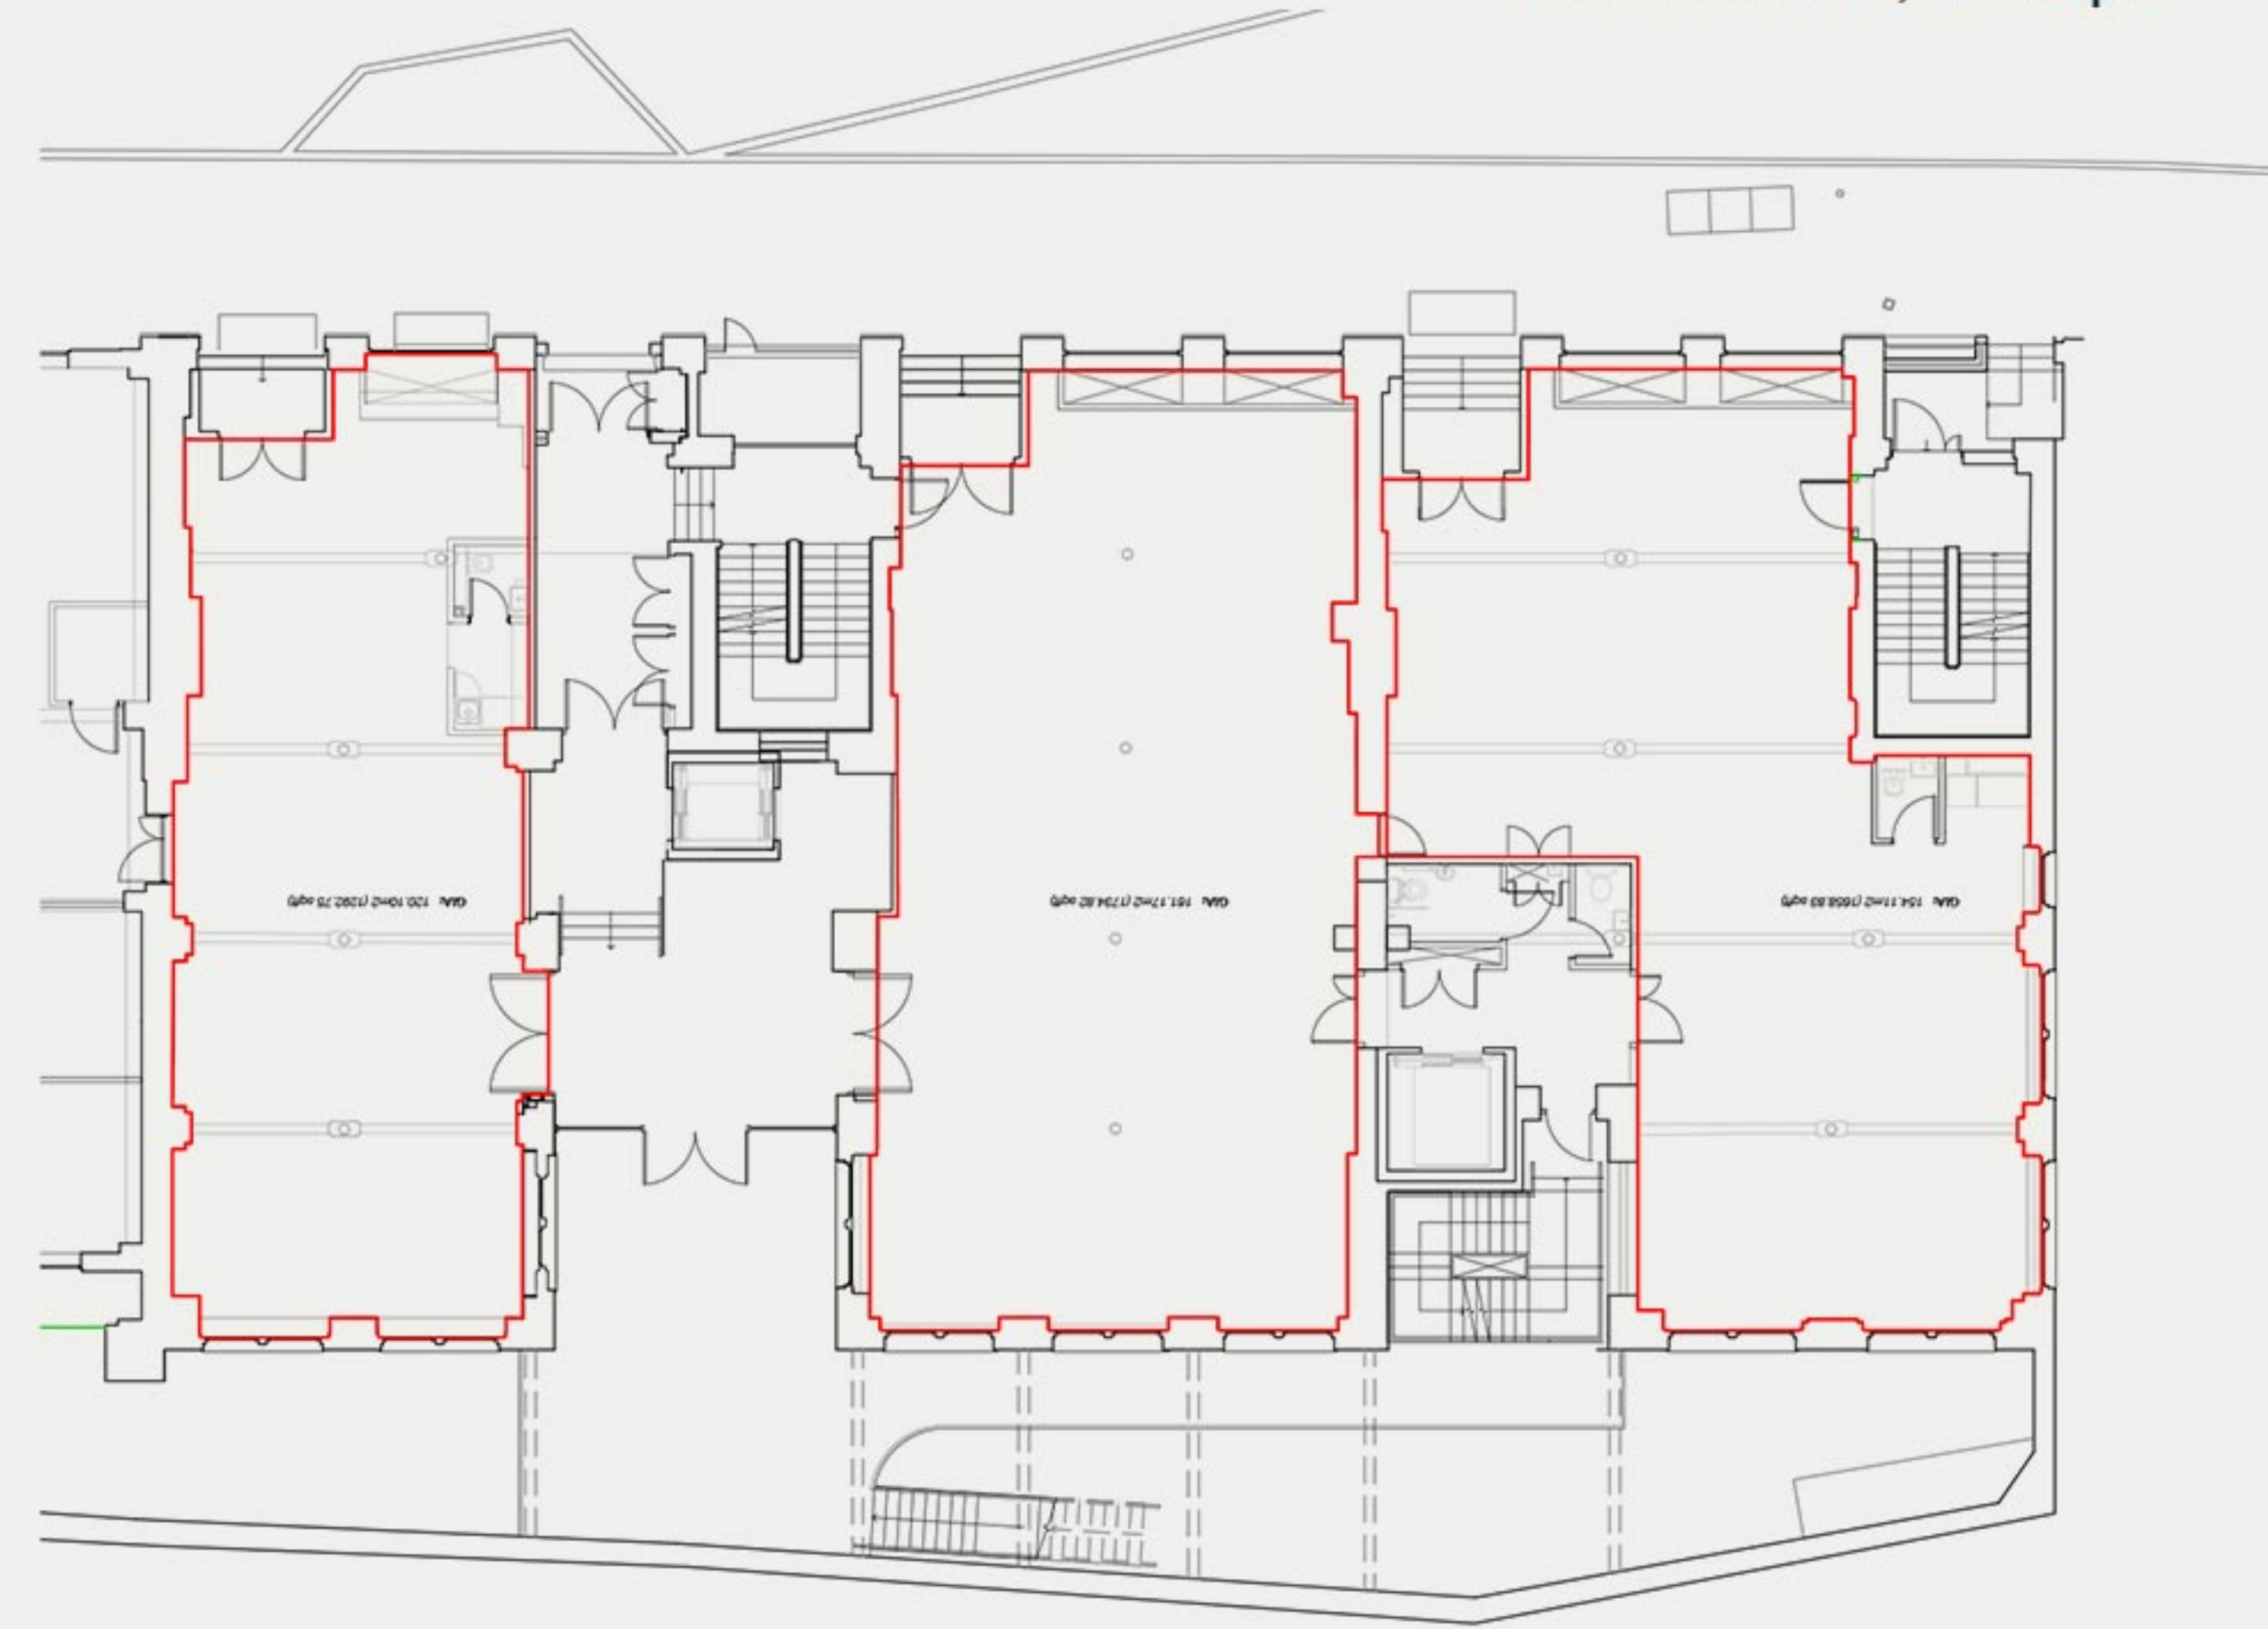 GIA: 120.10m2 (1292.75 sqft)
GIA: 161.17m2 (1734.82 sqft)
GIA: 154.11m2 (1658.83 sqft)